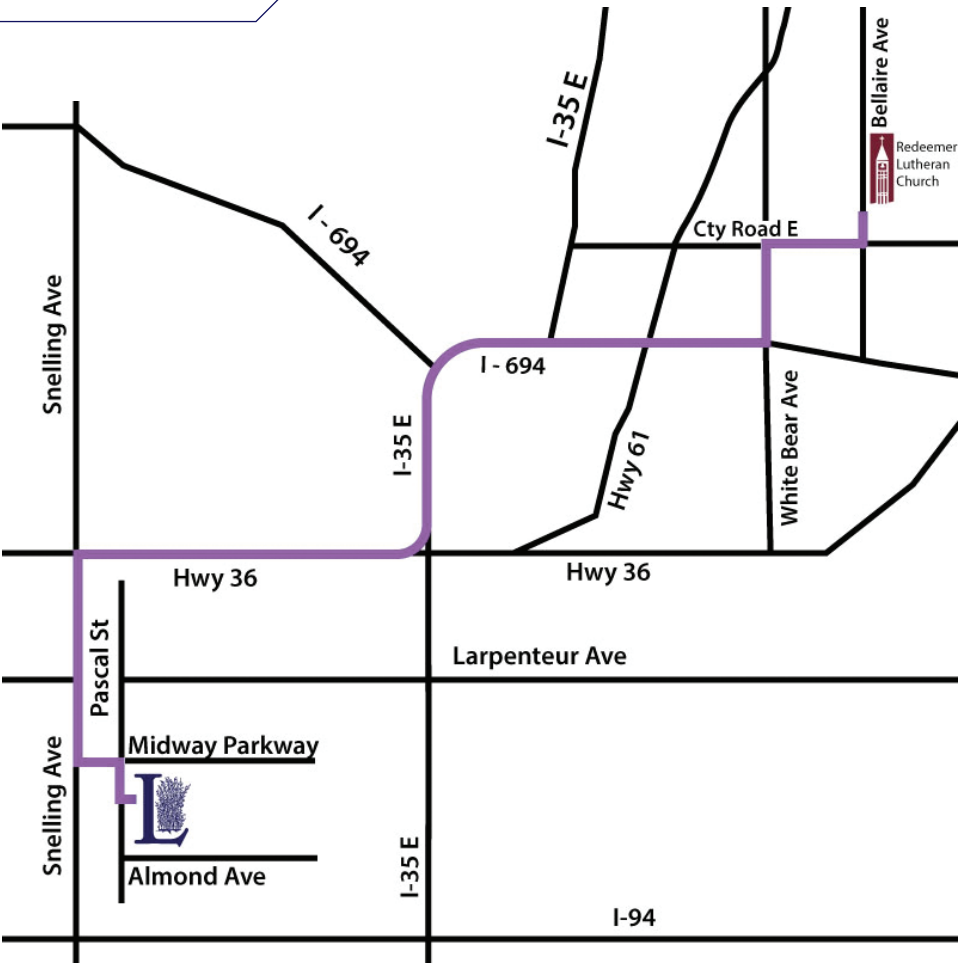 Bellaire Ave
I-35 E
Redeemer
Lutheran
Church
I - 694
Cty Road E
Snelling Ave
I - 694
I-35 E
White Bear Ave
Hwy 61
Hwy 36
Hwy 36
Pascal St
Larpenteur Ave
Midway Parkway
Snelling Ave
L
I-35 E
Almond Ave
I-94